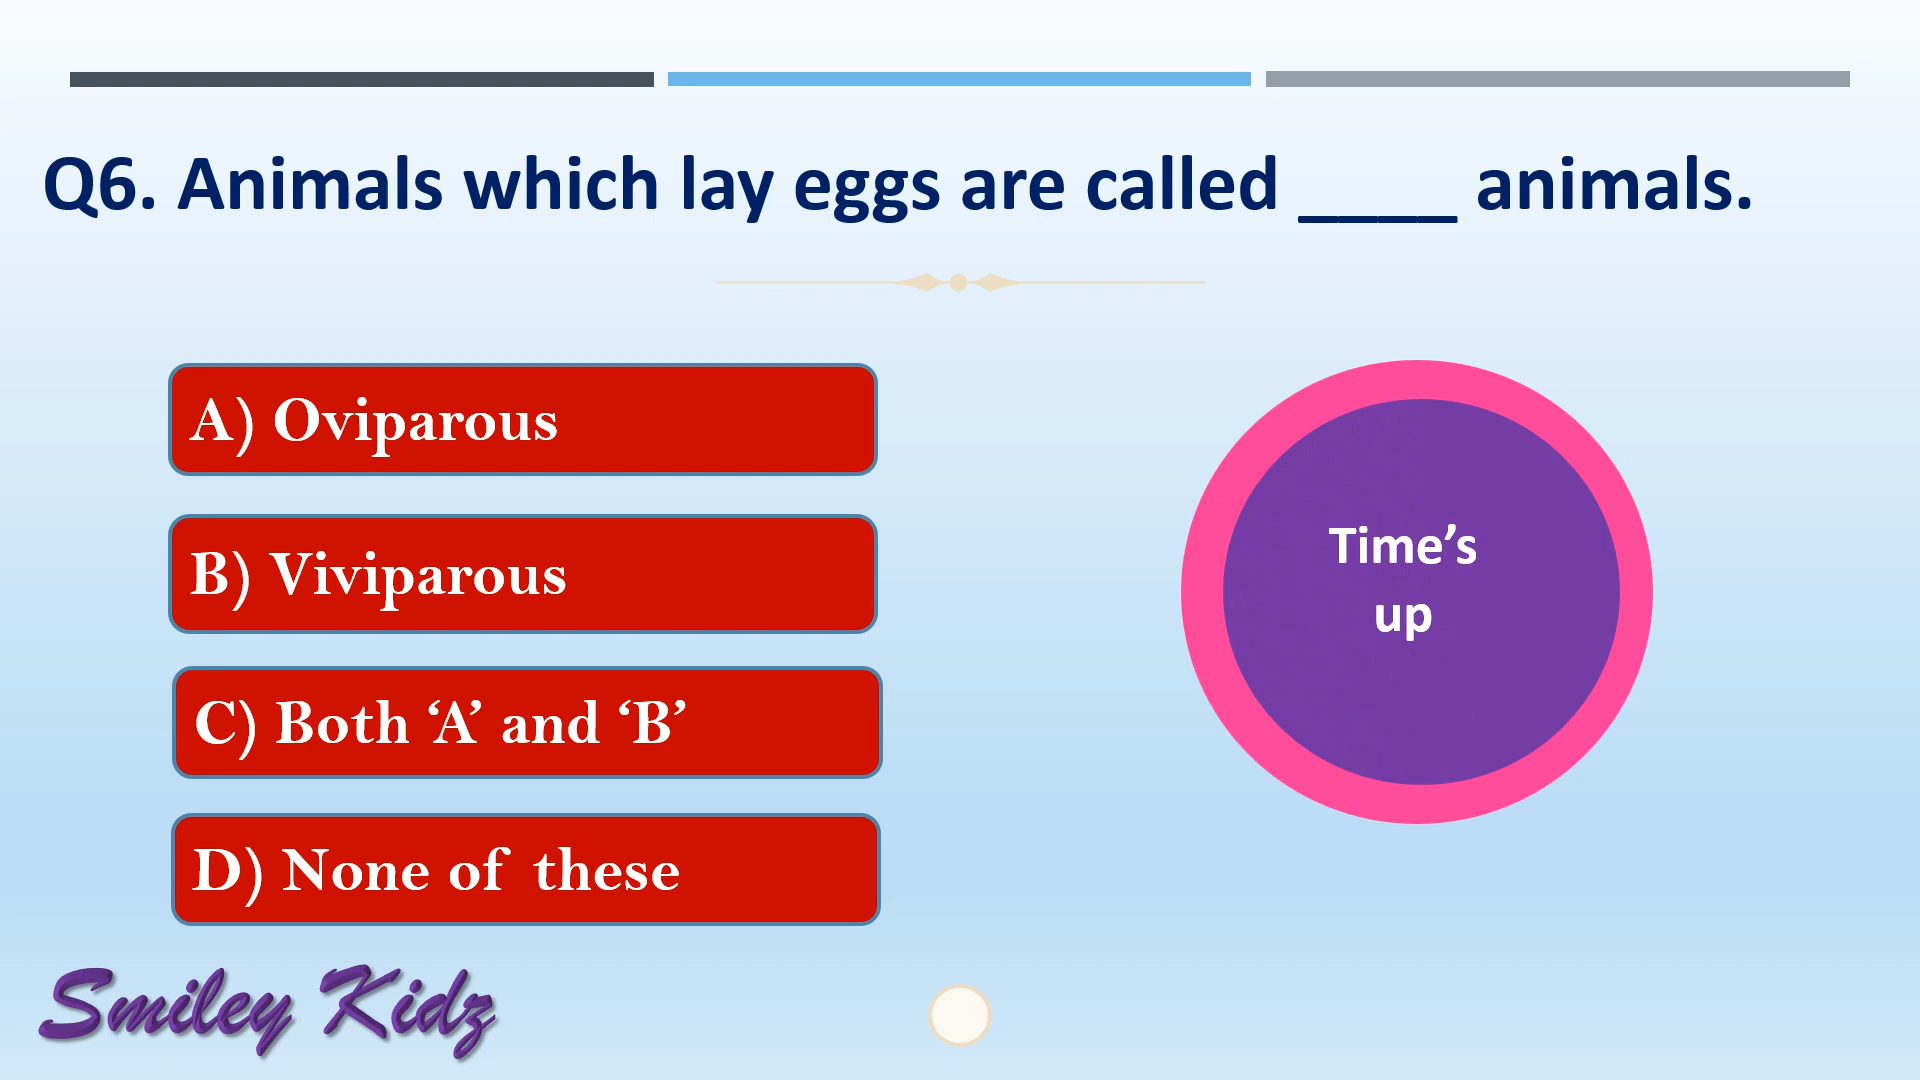 Q6. Animals which lay eggs are called ____ animals.
A) Oviparous
B) Viviparous
C) Both ‘A’ and ‘B’
D) None of these
Time’s
up
Smiley Kidz